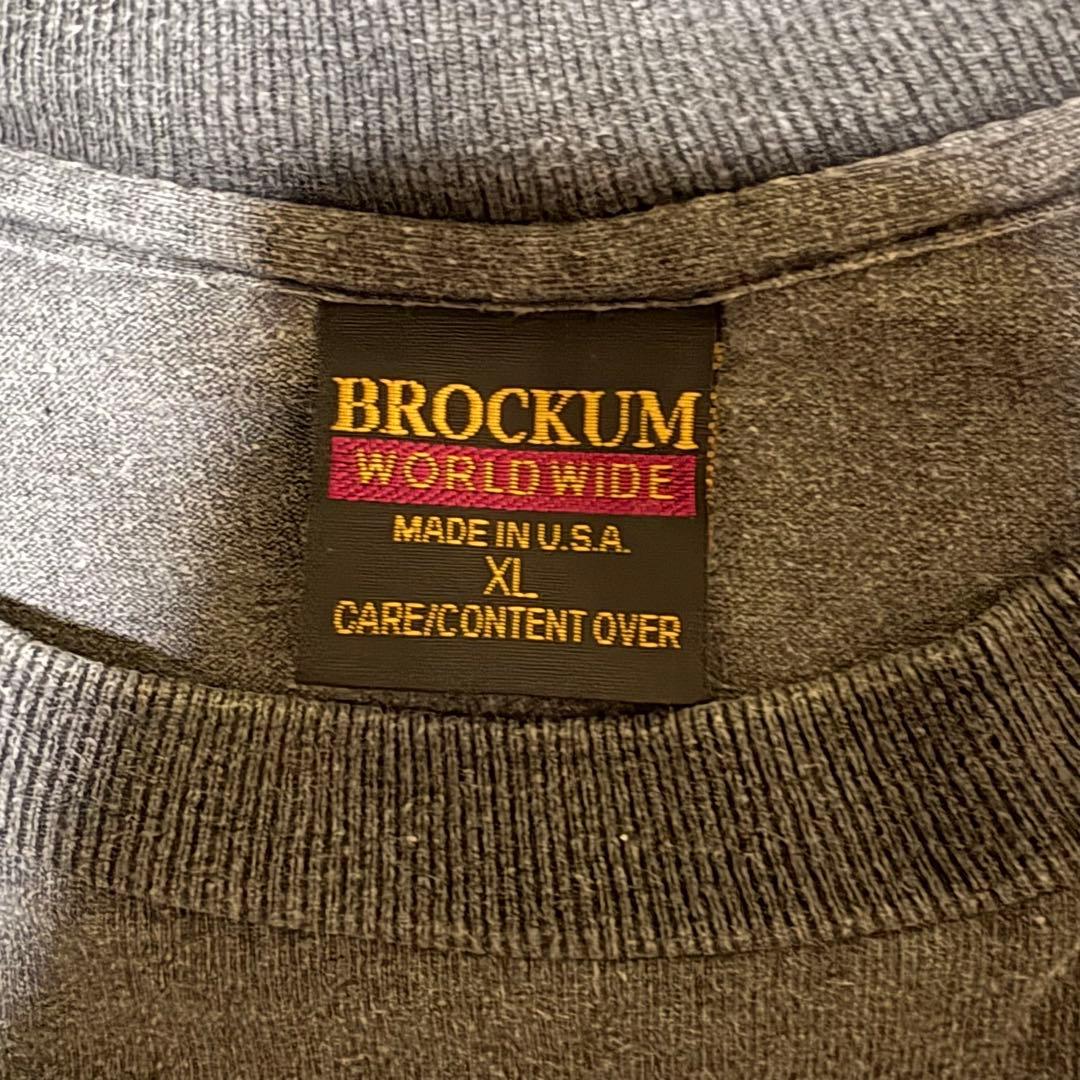 BROCKUM
WORLDWIDE
MADE IN U.S.A.
XL
CARE/CONTENT OVER